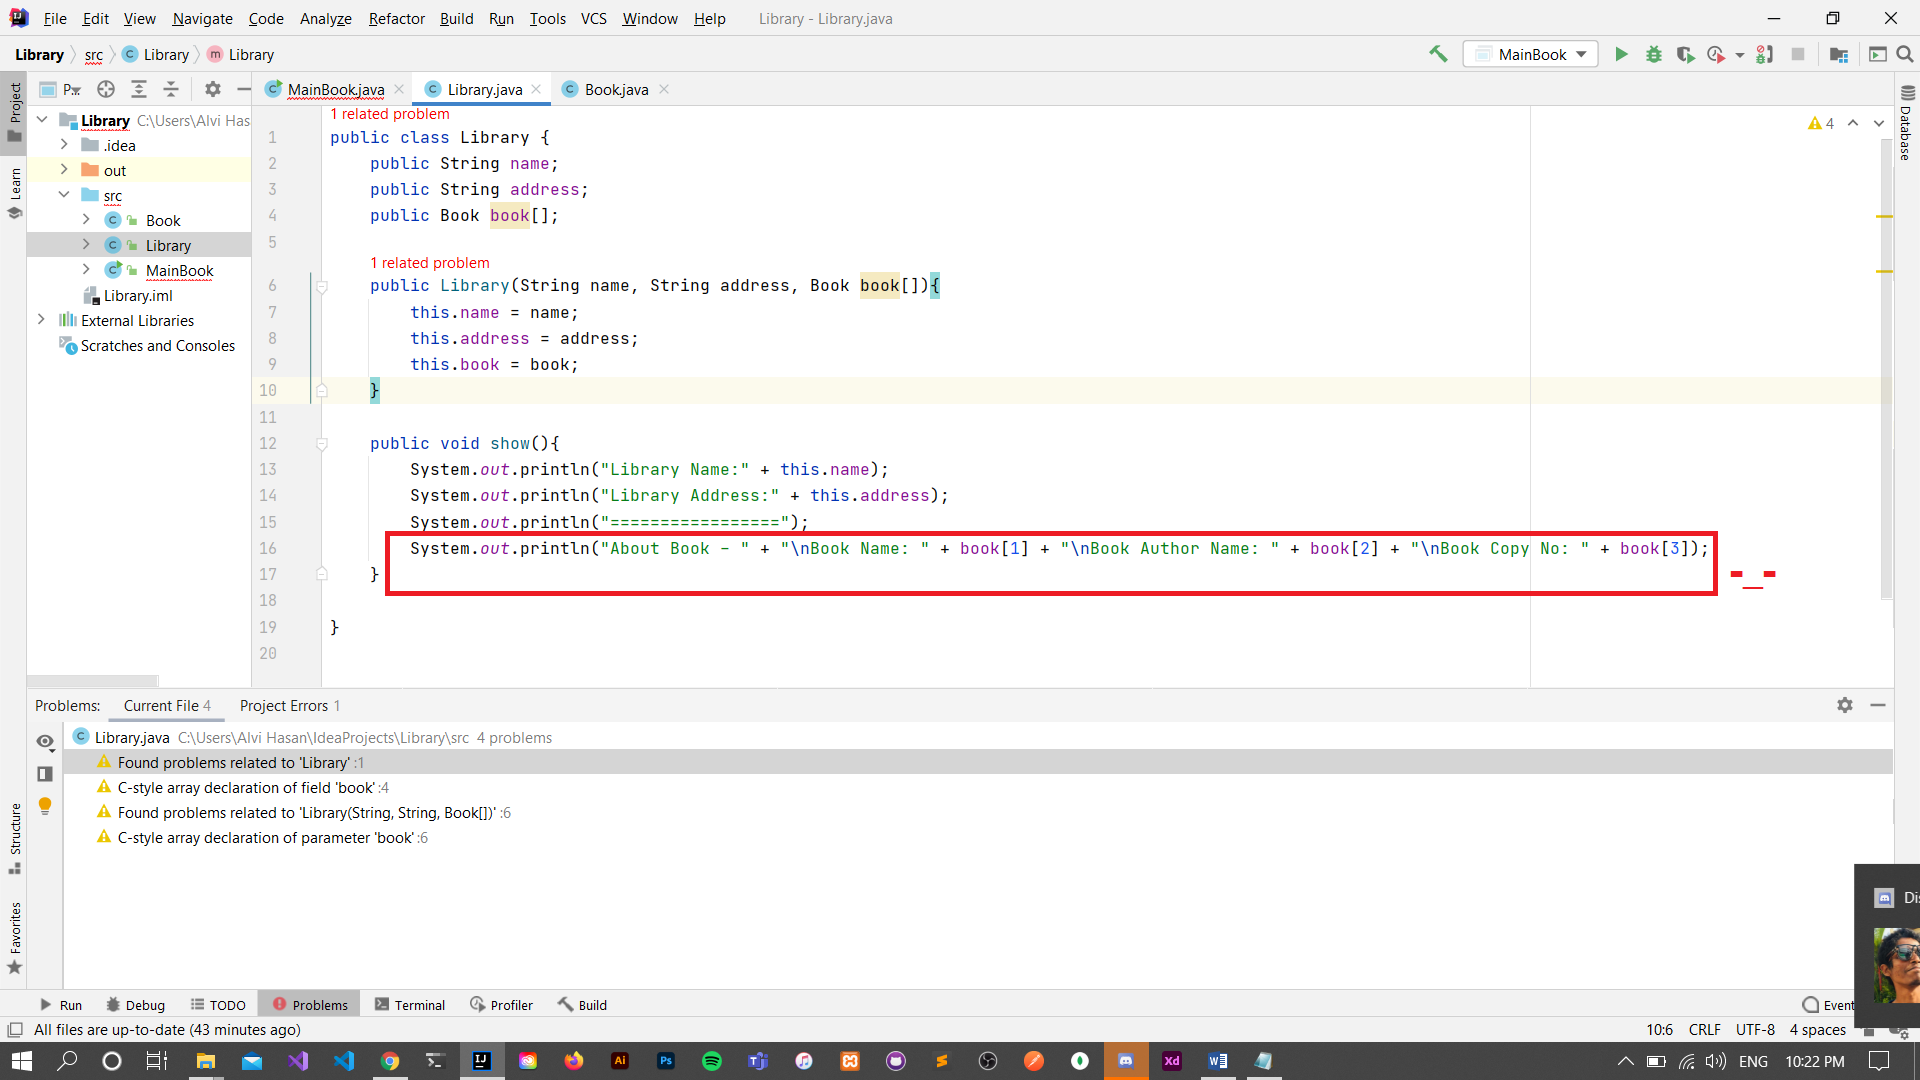 File Edit View Navigate Code Analyze Refactor Build Run Tools VCS Window Help Library - Library.java
Library src Library Library MainBook
P... MainBook.java Library.java Book.java
Project
Learn
Structure
Favorites
Database
Library C:\Users\Alvi Has
.idea
out
src
Book
Library
MainBook
Library.iml
External Libraries
Scratches and Consoles
4
1 related problem
1 public class Library {
2 public String name;
3 public String address;
4 public Book book[];
5
1 related problem
6 public Library(String name, String address, Book book[]){
7 this.name = name;
8 this.address = address;
9 this.book = book;
10 }
11
12 public void show(){
13 System.out.println("Library Name:" + this.name);
14 System.out.println("Library Address:" + this.address);
15 System.out.println("=================");
16 System.out.println("About Book - " + "\nBook Name: " + book[1] + "\nBook Author Name: " + book[2] + "\nBook Copy No: " + book[3]);
17 }
-_-
18
19 }
20
Problems: Current File 4 Project Errors 1
Library.java C:\Users\Alvi Hasan\IdeaProjects\Library\src 4 problems
Found problems related to 'Library' :1
C-style array declaration of field 'book' :4
Found problems related to 'Library(String, String, Book[])' :6
C-style array declaration of parameter 'book' :6
Dis
Run Debug TODO Problems Terminal Profiler Build Event
All files are up-to-date (43 minutes ago) 10:6 CRLF UTF-8 4 spaces
ENG 10:22 PM